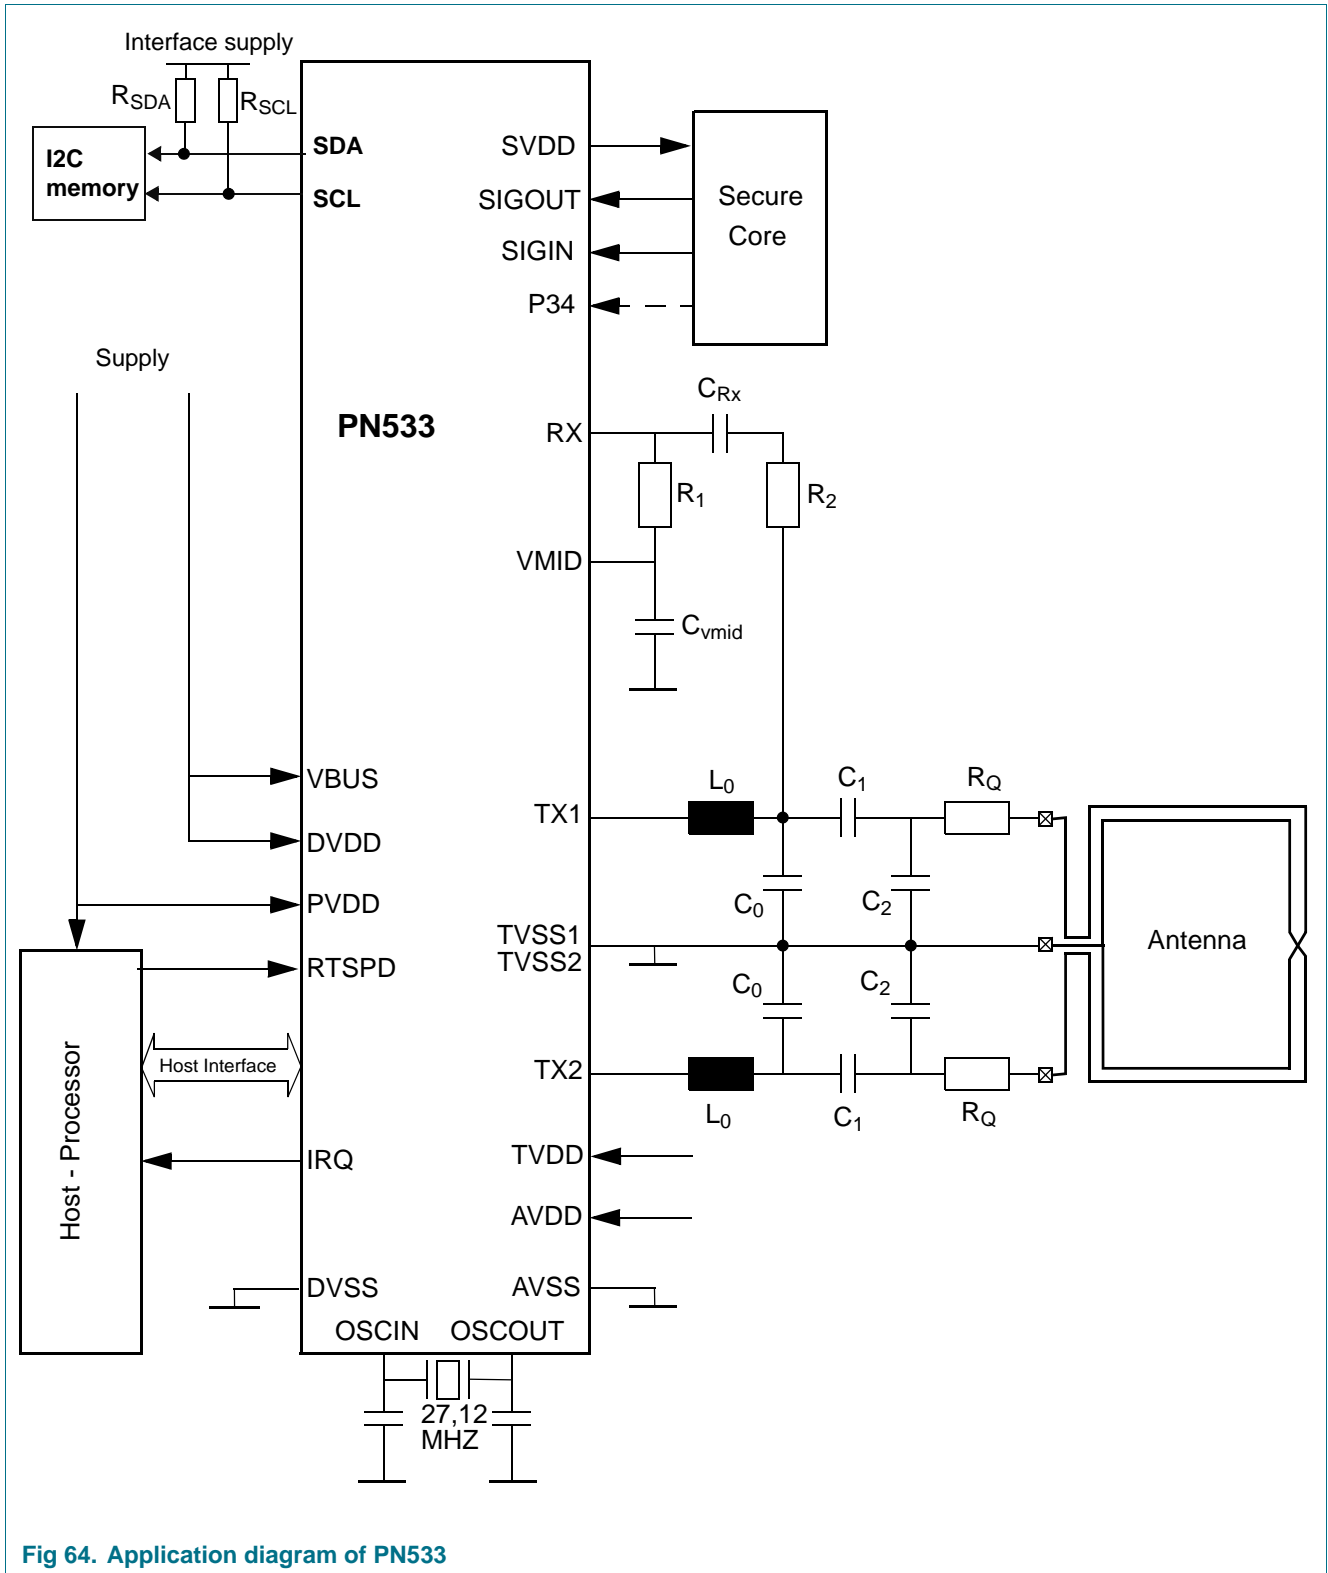 Interface supply
RSDA
RSCL
I2C
memory
SDA
SCL
SVDD
SIGOUT
SIGIN
P34
Secure
Core
Supply
PN533
RX
CRx
R1
R2
VMID
Cvmid
VBUS
DVDD
PVDD
RTSPD
TX1
L0
C1
RQ
C0
C2
TVSS1
TVSS2
Antenna
C0
C2
TX2
L0
C1
RQ
Host - Processor
Host Interface
IRQ
TVDD
AVDD
DVSS
AVSS
OSCIN
OSCOUT
27,12
MHZ
Fig 64. Application diagram of PN533